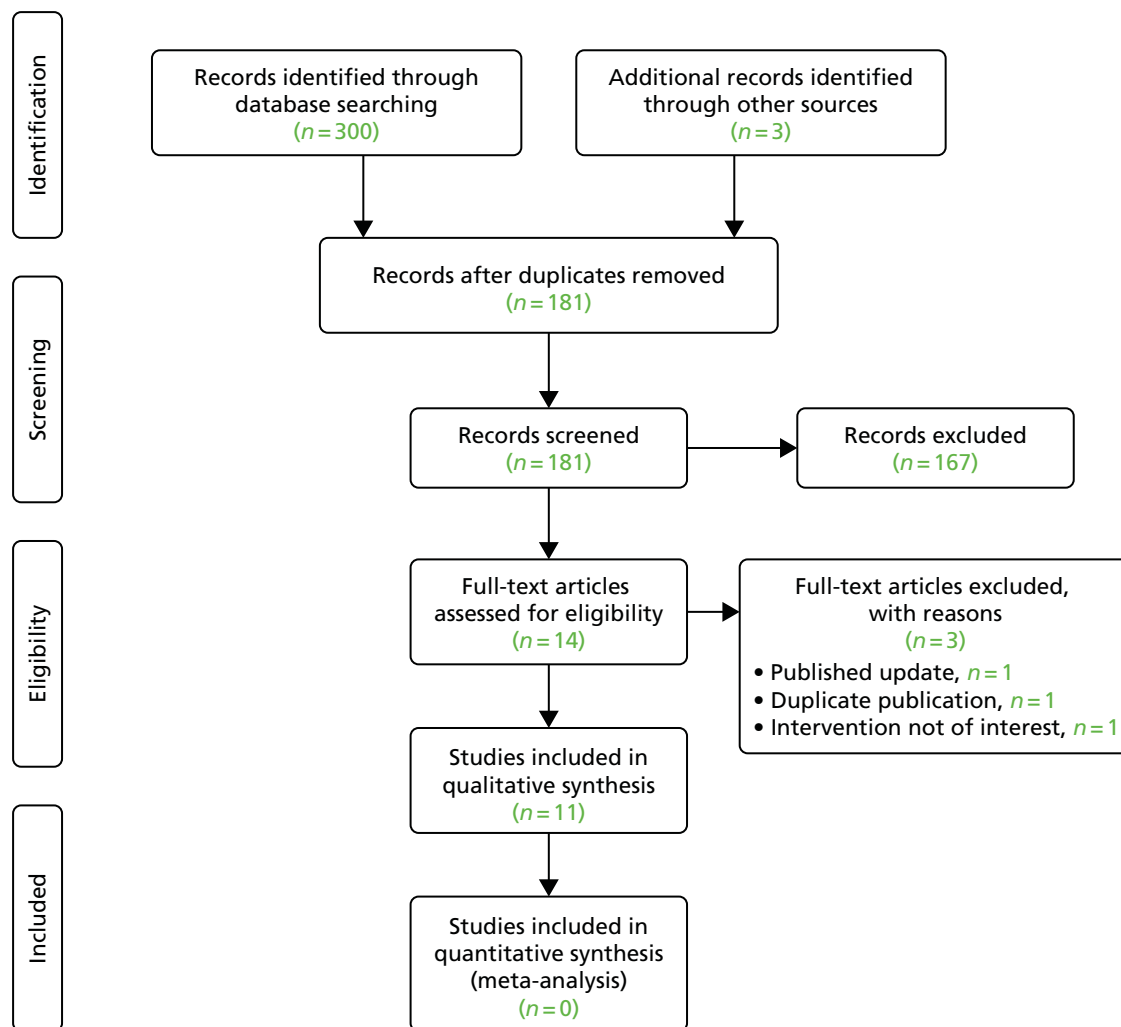 Identification
Records identified through
database searching
(n=300)
Additional records identified
through other sources
(n=3)
Records after duplicates removed
(n=181)
Screening
Records screened
(n=181)
Records excluded
(n=167)
Eligibility
Full-text articles
assessed for eligibility
(n=14)
Full-text articles excluded,
with reasons
(n=3)
• Published update, n=1
• Duplicate publication, n=1
• Intervention not of interest, n=1
Studies included in
qualitative synthesis
(n=11)
Included
Studies included in
quantitative synthesis
(meta-analysis)
(n=0)